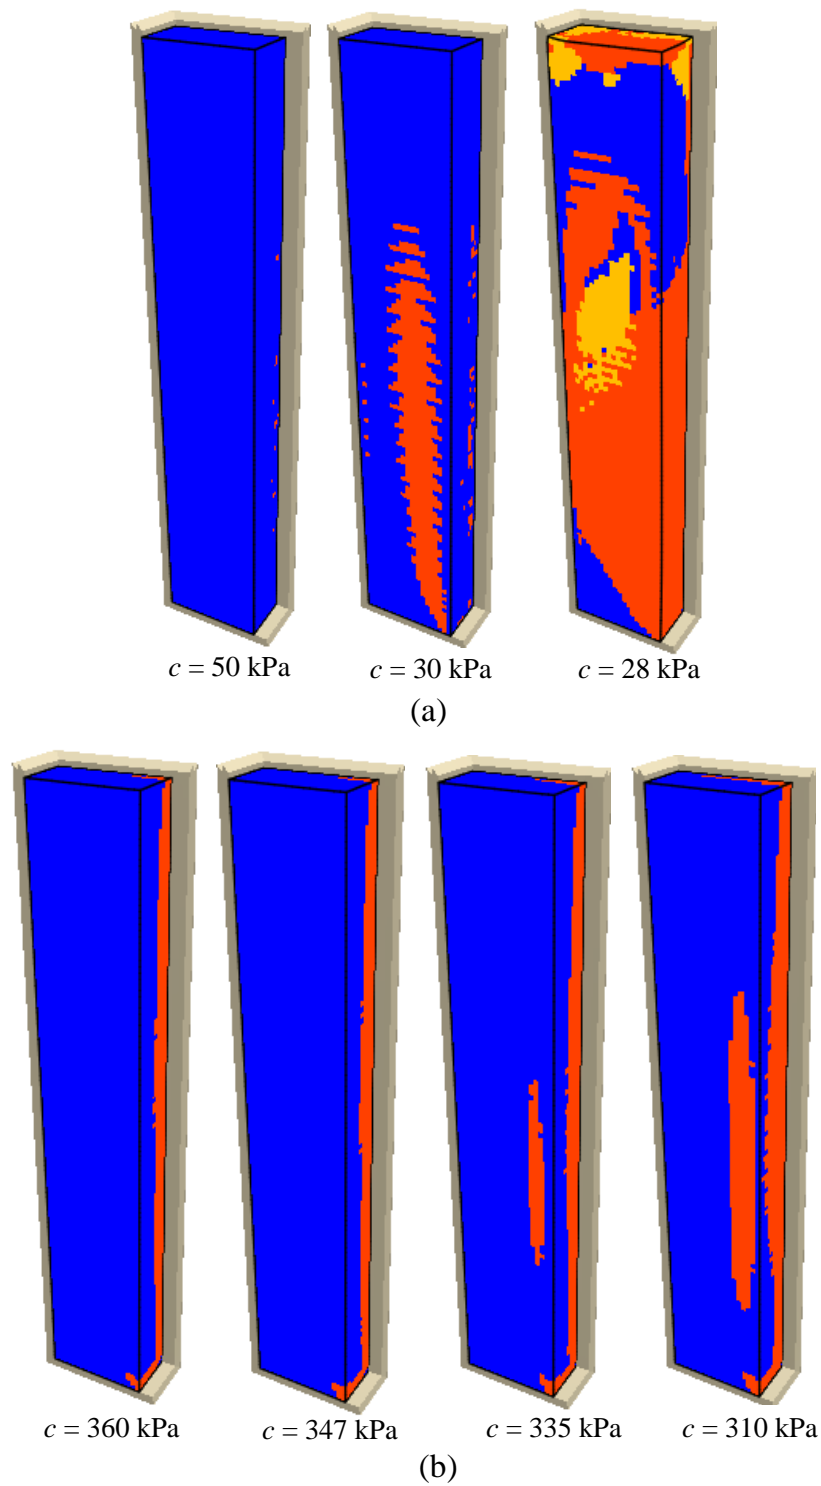 c = 50 kPa c = 30 kPa c = 28 kPa
(a)
c = 360 kPa c = 347 kPa c = 335 kPa c = 310 kPa
(b)